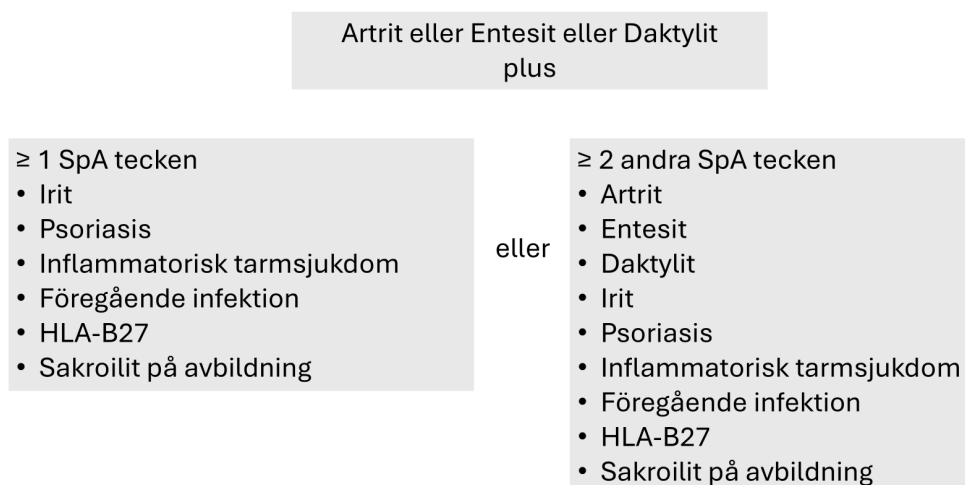 Artrit eller Entesit eller Daktylit
plus
≥ 1 SpA tecken
• Irit
• Psoriasis
• Inflammatorisk tarmsjukdom
• Föregående infektion
• HLA-B27
• Sakroilit på avbildning
eller
≥ 2 andra SpA tecken
• Artrit
• Entesit
• Daktylit
• Irit
• Psoriasis
• Inflammatorisk tarmsjukdom
• Föregående infektion
• HLA-B27
• Sakroilit på avbildning